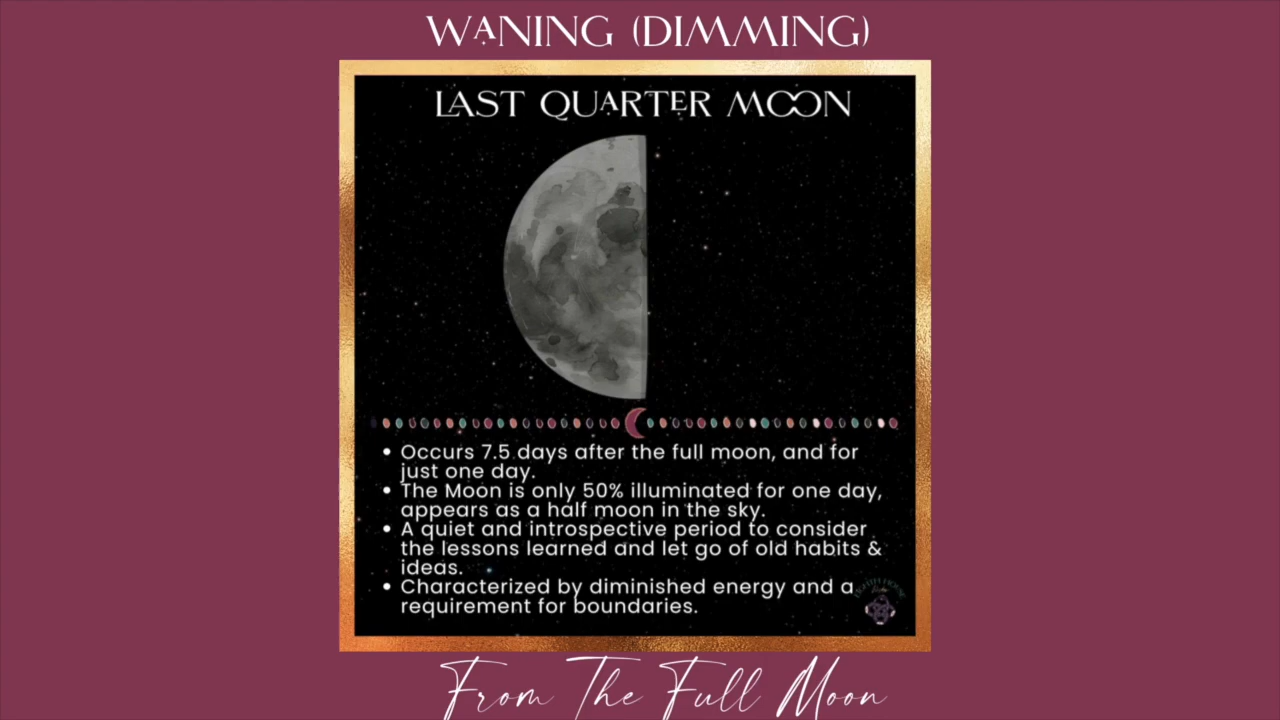 WANING (DIMMING)
LAST QUARTER MOON
• Occurs 7.5 days after the full moon, and for
just one day.
• The Moon is only 50% illuminated for one day,
appears as a half moon in the sky.
• A quiet and introspective period to consider
the lessons learned and let go of old habits &
ideas.
• Characterized by diminished energy and a
requirement for boundaries.
From The Full Moon